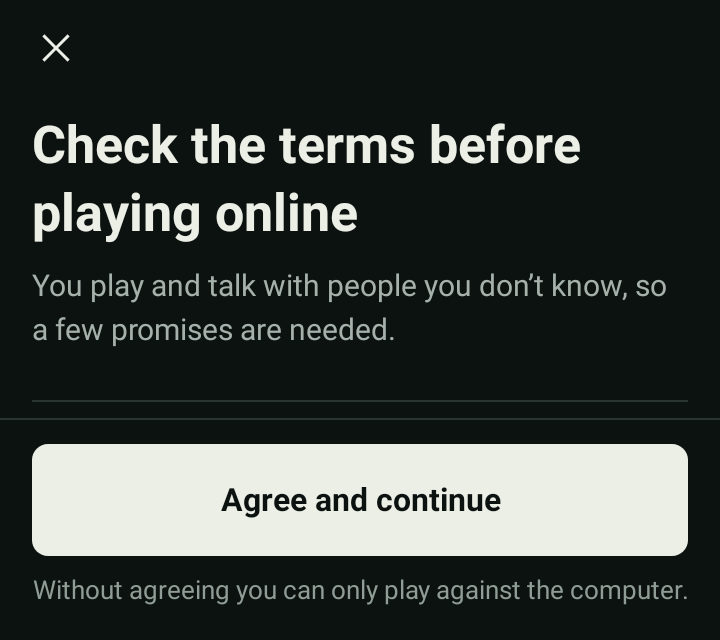 Check the terms before
playing online
You play and talk with people you don’t know, so
a few promises are needed.
Agree and continue
Without agreeing you can only play against the computer.